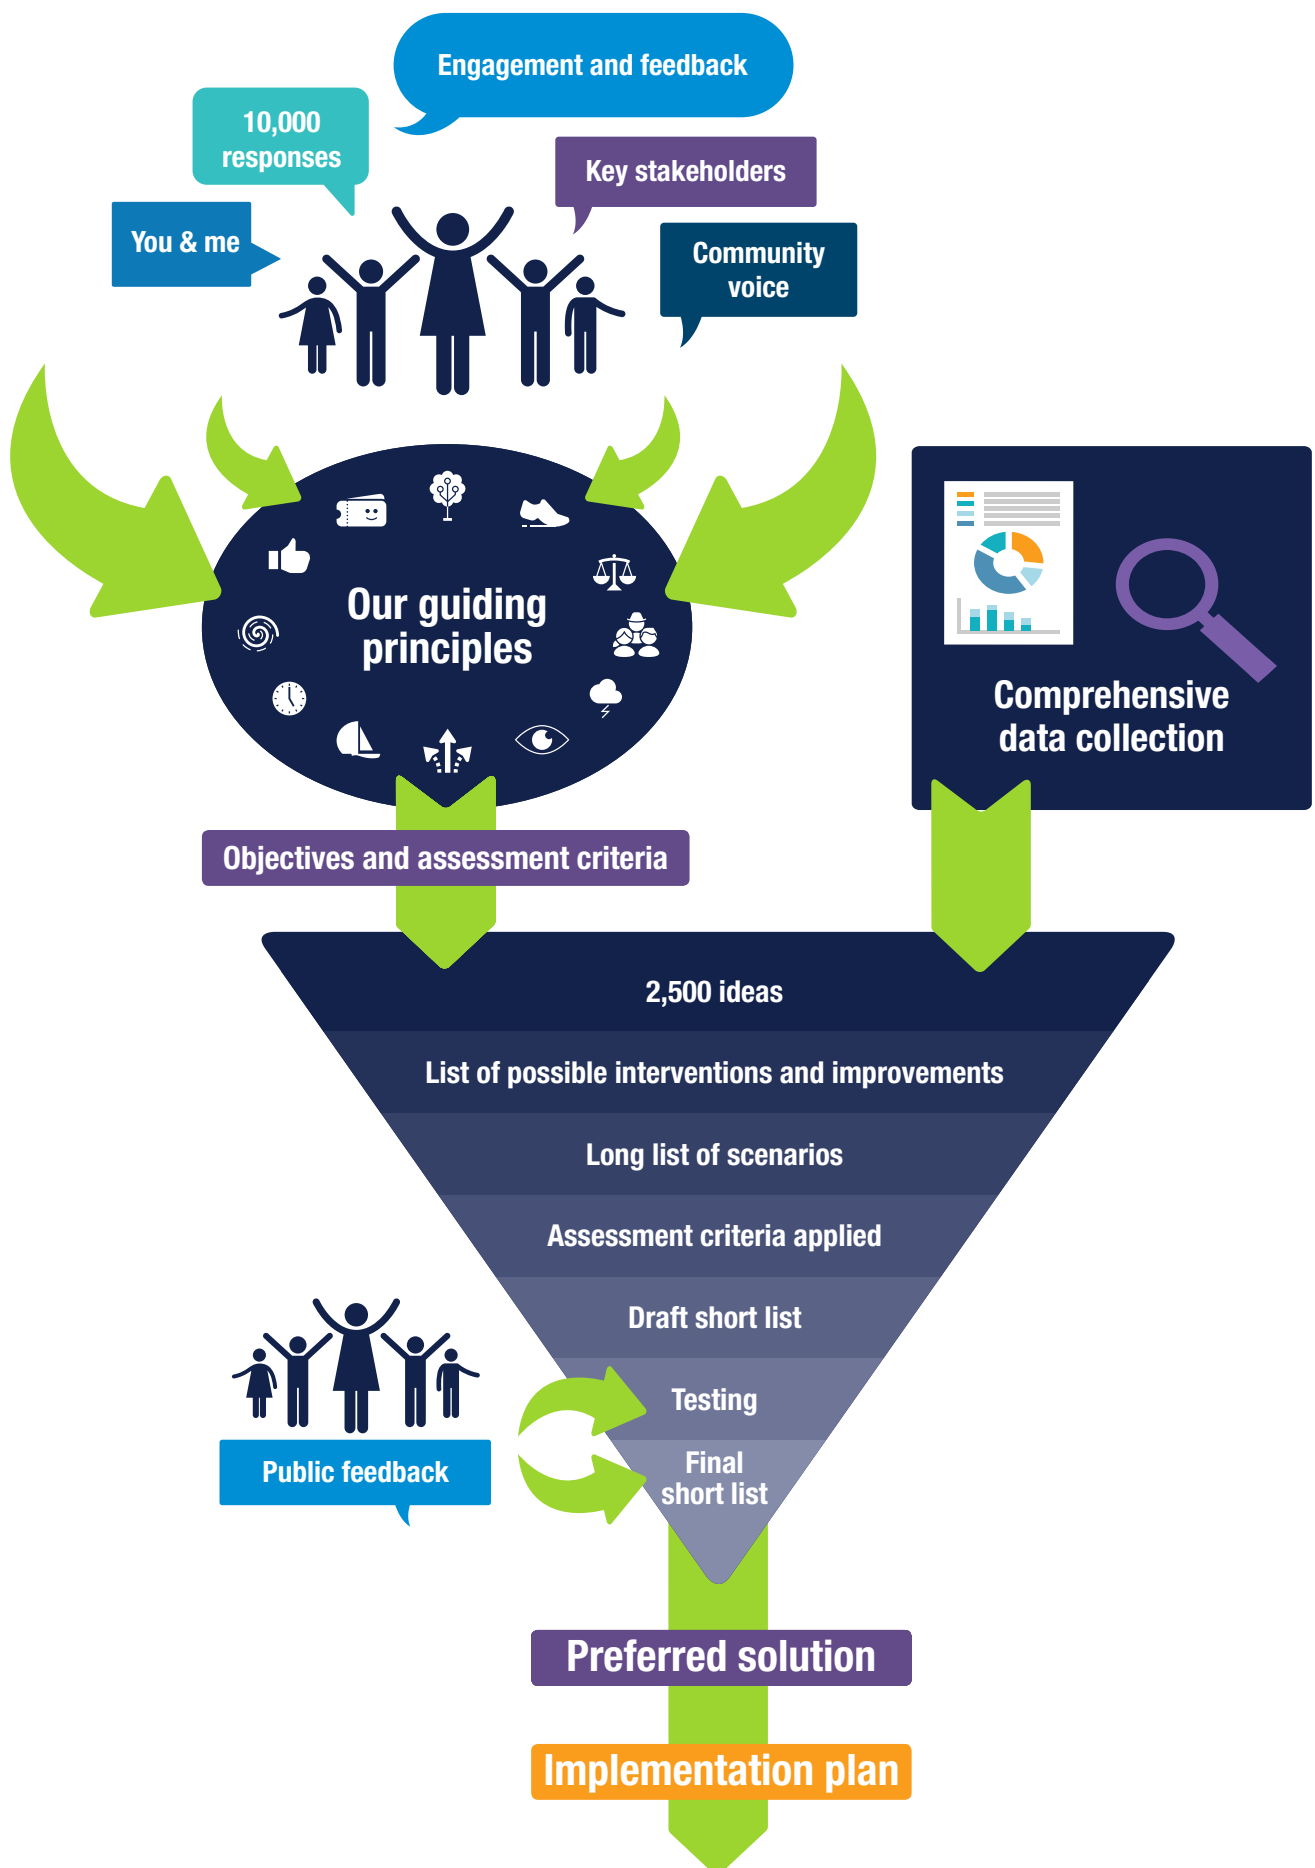 Engagement and feedback
10,000
responses
Key stakeholders
You & me
Community
voice
Our guiding
principles
Comprehensive
data collection
Objectives and assessment criteria
2,500 ideas
List of possible interventions and improvements
Long list of scenarios
Assessment criteria applied
Draft short list
Testing
Public feedback
Final
short list
Preferred solution
Implementation plan